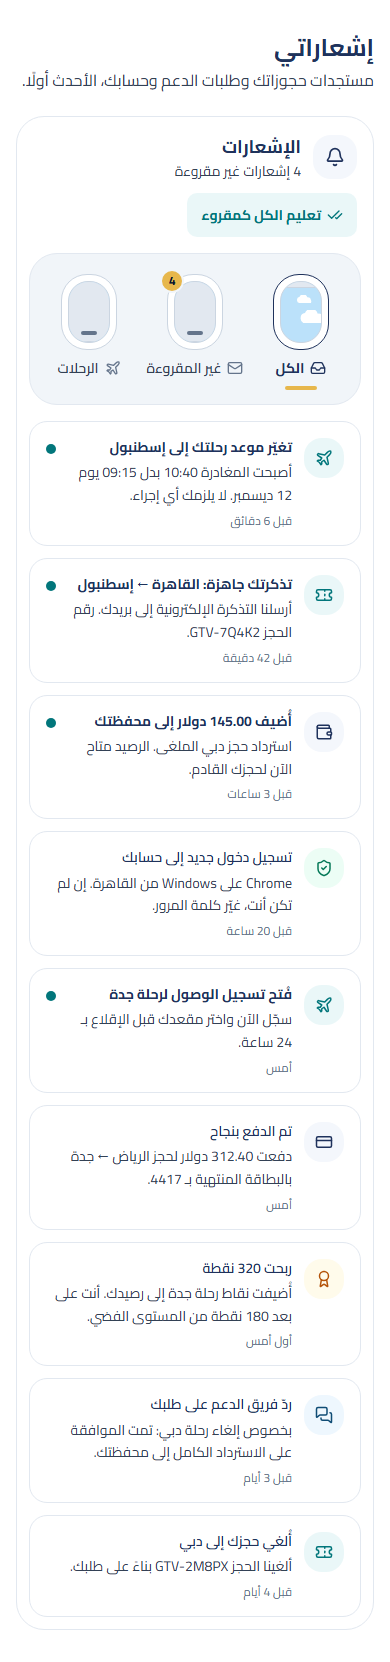 إشعاراتي
مستجدات حجوزاتك وطلبات الدعم وحسابك، الأحدث أولًا.
الإشعارات
4 إشعارات غير مقروءة
تعليم الكل كمقروء
4
الكل
غير المقروءة
الرحلات
تغيّر موعد رحلتك إلى إسطنبول
أصبحت المغادرة 10:40 بدل 09:15 يوم
12 ديسمبر. لا يلزمك أي إجراء.
قبل 6 دقائق
تذكرتك جاهزة: القاهرة ← إسطنبول
أرسلنا التذكرة الإلكترونية إلى بريدك. رقم
الحجز GTV-7Q4K2.
قبل 42 دقيقة
أُضيف 145.00 دولار إلى محفظتك
استرداد حجز دبي الملغى. الرصيد متاح
الآن لحجزك القادم.
قبل 3 ساعات
تسجيل دخول جديد إلى حسابك
Chrome على Windows من القاهرة. إن لم
تكن أنت، غيّر كلمة المرور.
قبل 20 ساعة
فُتح تسجيل الوصول لرحلة جدة
سجّل الآن واختر مقعدك قبل الإقلاع بـ
24 ساعة.
أمس
تم الدفع بنجاح
دفعت 312.40 دولار لحجز الرياض ← جدة
بالبطاقة المنتهية بـ 4417.
أمس
ربحت 320 نقطة
أُضيفت نقاط رحلة جدة إلى رصيدك. أنت على
بعد 180 نقطة من المستوى الفضي.
أول أمس
ردّ فريق الدعم على طلبك
بخصوص إلغاء رحلة دبي: تمت الموافقة
على الاسترداد الكامل إلى محفظتك.
قبل 3 أيام
أُلغي حجزك إلى دبي
ألغينا الحجز GTV-2M8PX بناءً على طلبك.
قبل 4 أيام